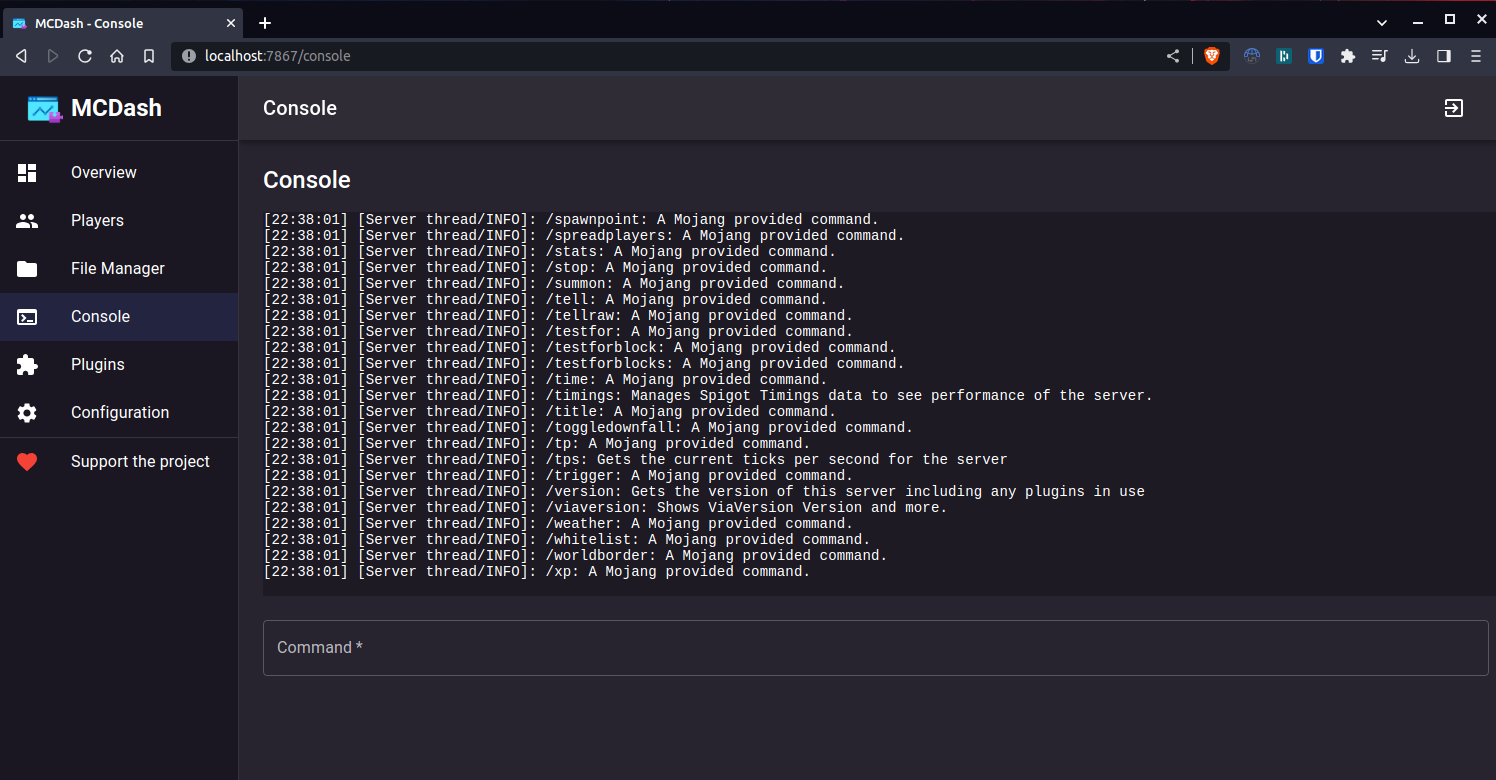 MCDash - Console
localhost:7867/console
MCDash
Console
Overview
Players
File Manager
Console
Plugins
Configuration
Support the project
Console
[22:38:01] [Server thread/INFO]: /spawnpoint: A Mojang provided command.
[22:38:01] [Server thread/INFO]: /spreadplayers: A Mojang provided command.
[22:38:01] [Server thread/INFO]: /stats: A Mojang provided command.
[22:38:01] [Server thread/INFO]: /stop: A Mojang provided command.
[22:38:01] [Server thread/INFO]: /summon: A Mojang provided command.
[22:38:01] [Server thread/INFO]: /tell: A Mojang provided command.
[22:38:01] [Server thread/INFO]: /tellraw: A Mojang provided command.
[22:38:01] [Server thread/INFO]: /testfor: A Mojang provided command.
[22:38:01] [Server thread/INFO]: /testforblock: A Mojang provided command.
[22:38:01] [Server thread/INFO]: /testforblocks: A Mojang provided command.
[22:38:01] [Server thread/INFO]: /time: A Mojang provided command.
[22:38:01] [Server thread/INFO]: /timings: Manages Spigot Timings data to see performance of the server.
[22:38:01] [Server thread/INFO]: /title: A Mojang provided command.
[22:38:01] [Server thread/INFO]: /toggledownfall: A Mojang provided command.
[22:38:01] [Server thread/INFO]: /tp: A Mojang provided command.
[22:38:01] [Server thread/INFO]: /tps: Gets the current ticks per second for the server
[22:38:01] [Server thread/INFO]: /trigger: A Mojang provided command.
[22:38:01] [Server thread/INFO]: /version: Gets the version of this server including any plugins in use
[22:38:01] [Server thread/INFO]: /viaversion: Shows ViaVersion Version and more.
[22:38:01] [Server thread/INFO]: /weather: A Mojang provided command.
[22:38:01] [Server thread/INFO]: /whitelist: A Mojang provided command.
[22:38:01] [Server thread/INFO]: /worldborder: A Mojang provided command.
[22:38:01] [Server thread/INFO]: /xp: A Mojang provided command.
Command *